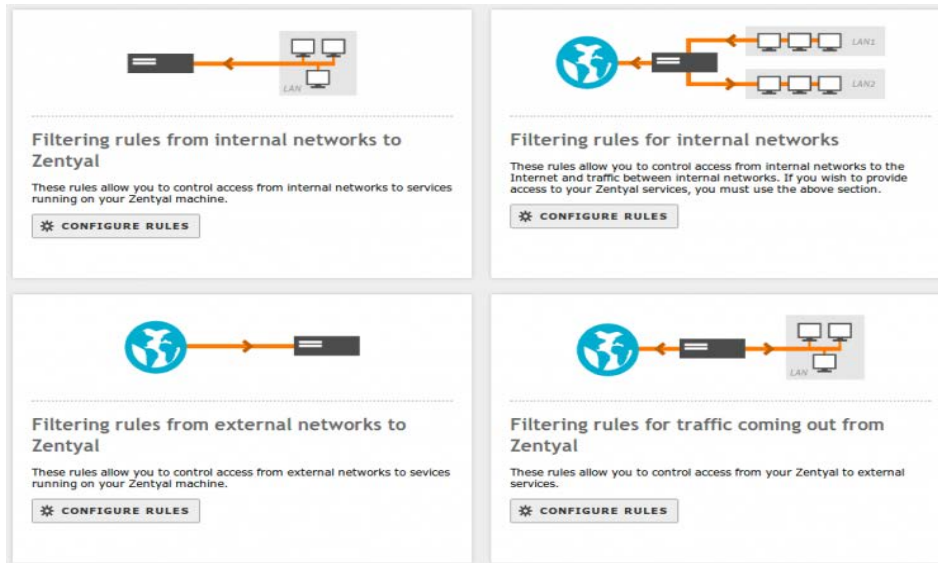 LAN
Filtering rules from internal networks to
Zentyal
These rules allow you to control access from internal networks to services
running on your Zentyal machine.
CONFIGURE RULES
LAN1
LAN2
Filtering rules for internal networks
These rules allow you to control access from internal networks to the
Internet and traffic between internal networks. If you wish to provide
access to your Zentyal services, you must use the above section.
CONFIGURE RULES
Filtering rules from external networks to
Zentyal
These rules allow you to control access from external networks to sevices
running on your Zentyal machine.
CONFIGURE RULES
LAN
Filtering rules for traffic coming out from
Zentyal
These rules allow you to control access from your Zentyal to external
services.
CONFIGURE RULES